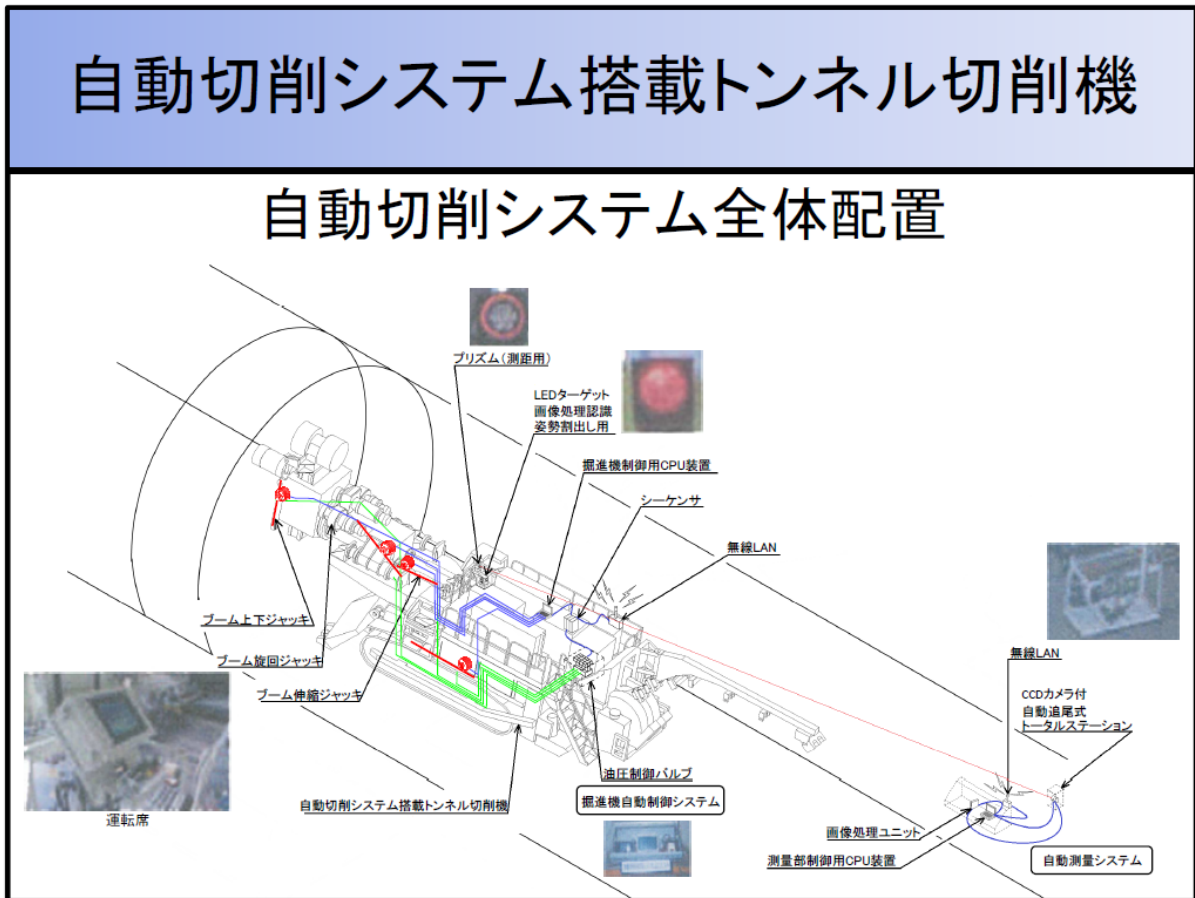 自動切削システム搭載トンネル切削機
自動切削システム全体配置
プリズム（測距用）
LEDターゲット
画像処理認識
姿勢割出し用
掘進機制御用CPU装置
シーケンサ
無線LAN
ブーム上下ジャッキ
ブーム旋回ジャッキ
ブーム伸縮ジャッキ
無線LAN
CCDカメラ付
自動追尾式
トータルステーション
運転席
自動切削システム搭載トンネル切削機
油圧制御バルブ
掘進機自動制御システム
画像処理ユニット
測量部制御用CPU装置
自動測量システム